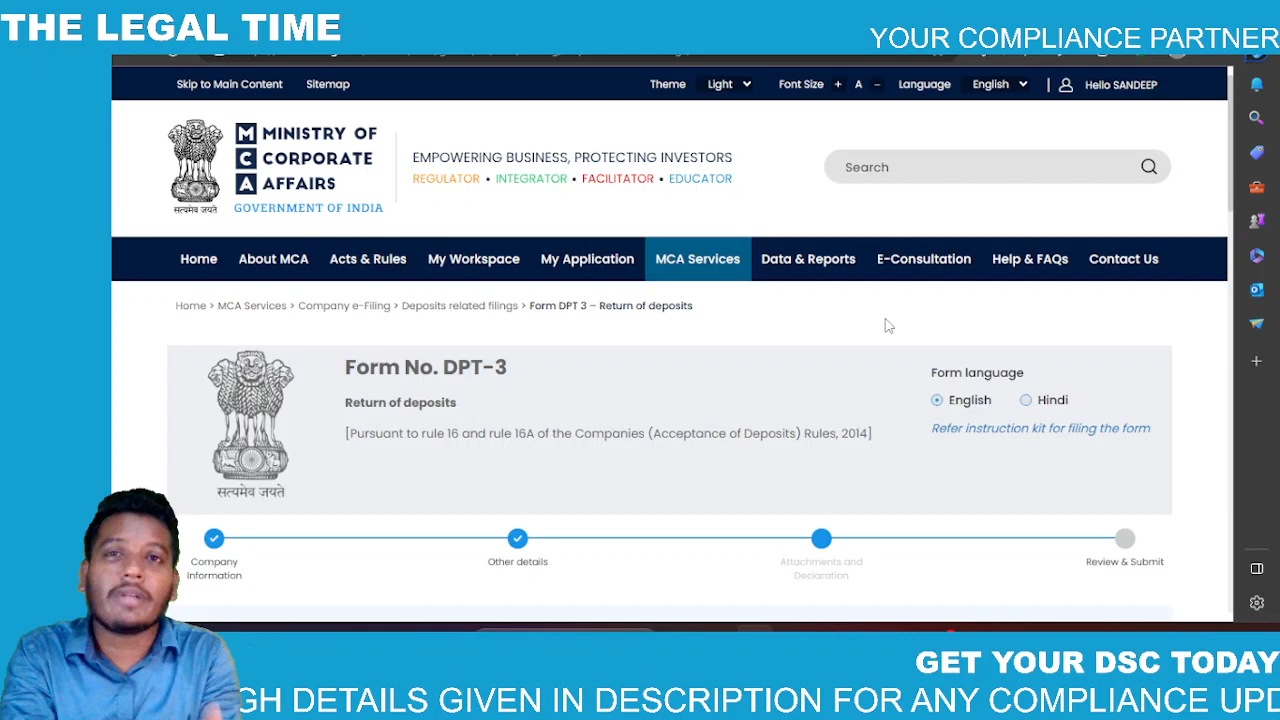 THE LEGAL TIME
YOUR COMPLIANCE PARTNER
Skip to Main Content Sitemap Theme Light Font Size + A - Language English | Hello SANDEEP
MCA
MINISTRY OF
CORPORATE
AFFAIRS
GOVERNMENT OF INDIA
सत्यमेव जयते
EMPOWERING BUSINESS, PROTECTING INVESTORS
REGULATOR • INTEGRATOR • FACILITATOR • EDUCATOR
Search
Home About MCA Acts & Rules My Workspace My Application MCA Services Data & Reports E-Consultation Help & FAQs Contact Us
Home > MCA Services > Company e-Filing > Deposits related filings > Form DPT 3 – Return of deposits
सत्यमेव जयते
Form No. DPT-3
Return of deposits
[Pursuant to rule 16 and rule 16A of the Companies (Acceptance of Deposits) Rules, 2014]
Form language
English Hindi
Refer instruction kit for filing the form
Company
Information
Other details
Attachments and
Declaration
Review & Submit
GET YOUR DSC TODAY
GH DETAILS GIVEN IN DESCRIPTION FOR ANY COMPLIANCE UPD